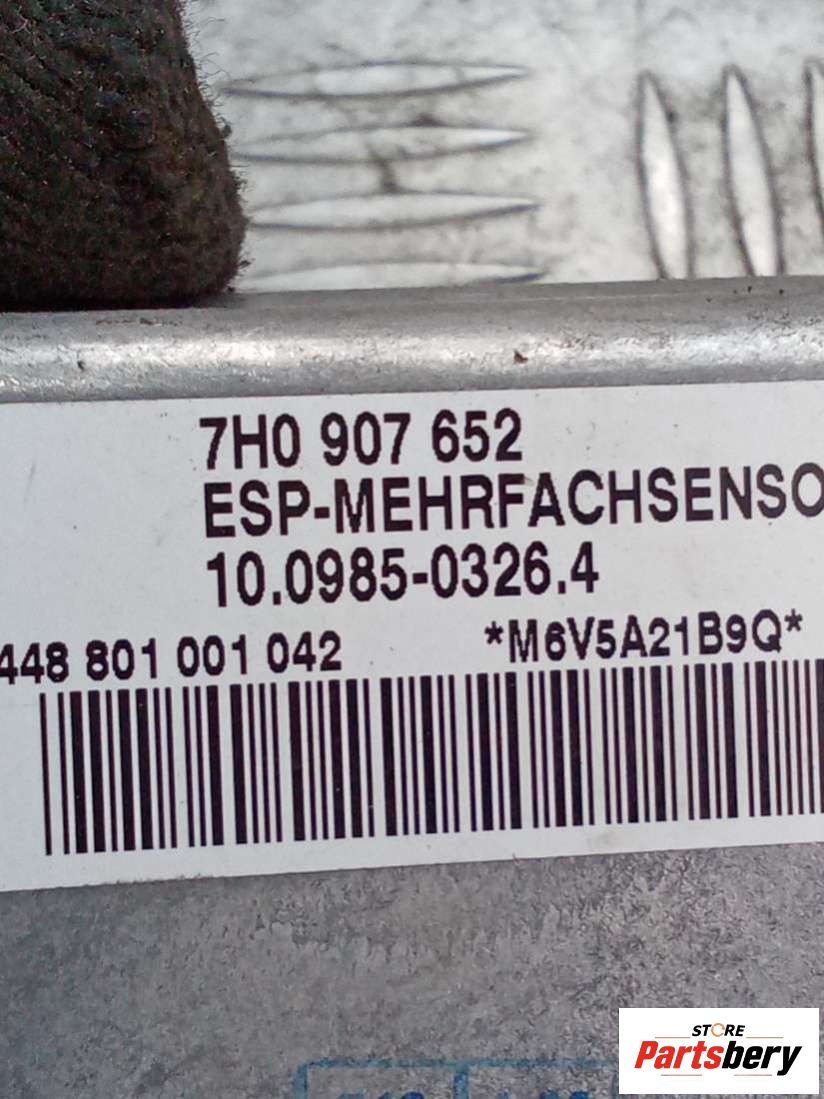 7H0 907 652
ESP-MEHRFACHSENSO
10.0985-0326.4
448 801 001 042 *M6V5A21B9Q*
STORE
Partsbery